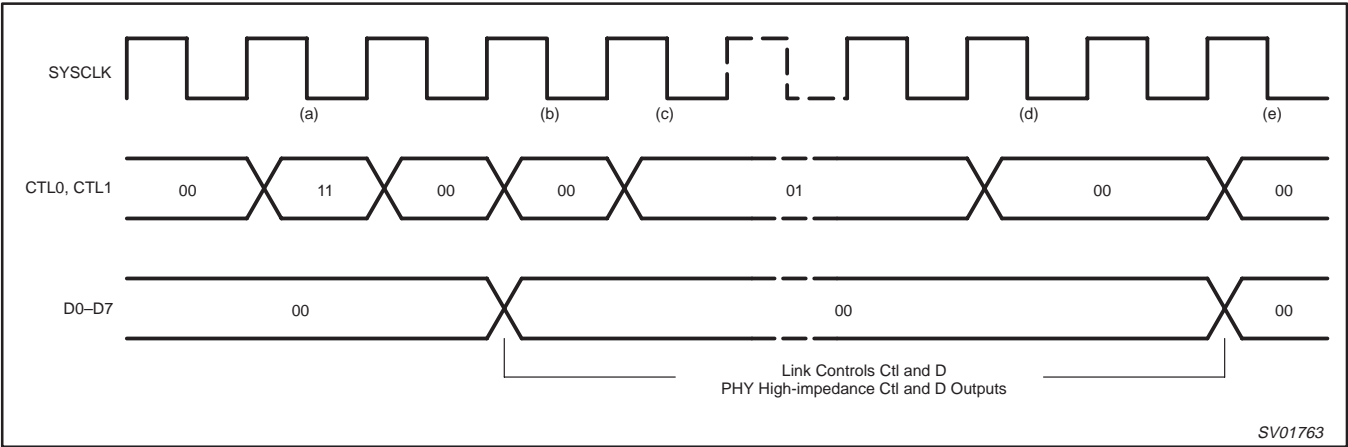 SYSCLK
(a) (b) (c) (d) (e)
CTL0, CTL1 00 11 00 00 01 00 00
D0–D7 00 00 00
Link Controls Ctl and D
PHY High-impedance Ctl and D Outputs
SV01763